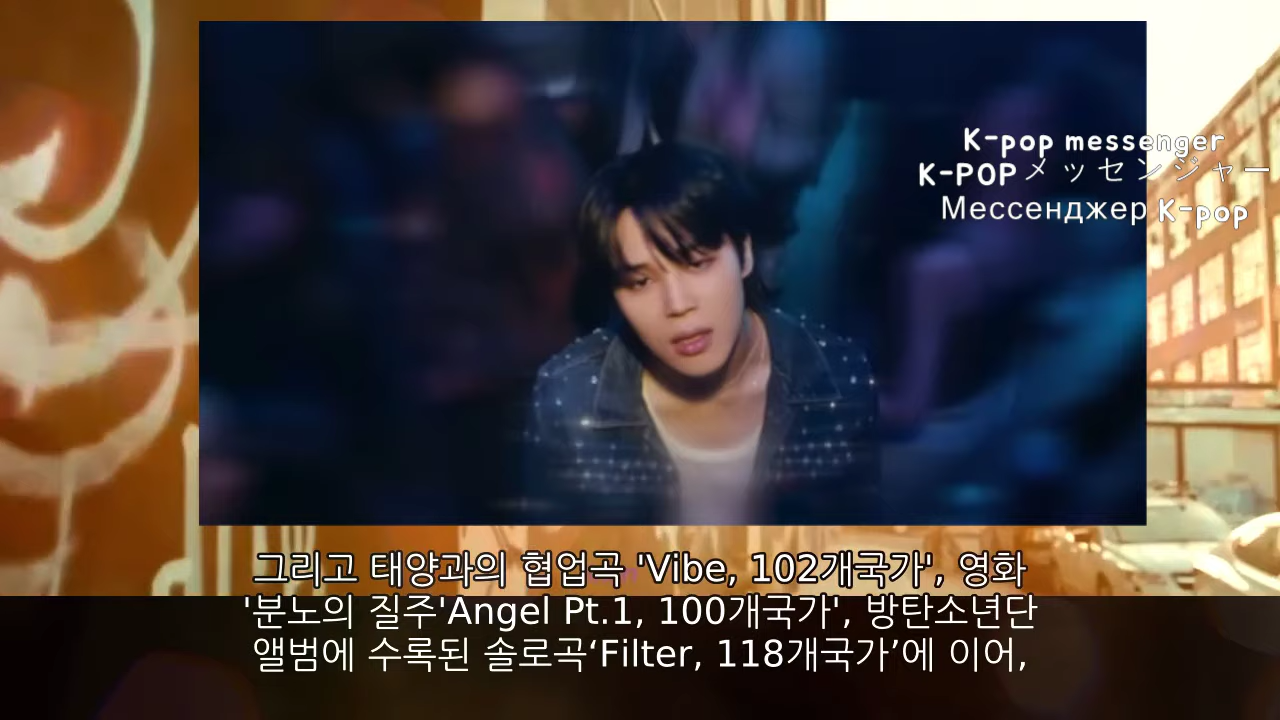 K-pop messenger
K-POPメッセンジャー
Мессенджер K-pop
그리고 태양과의 협업곡 'Vibe, 102개국가', 영화
'분노의 질주'Angel Pt.1, 100개국가', 방탄소년단
앨범에 수록된 솔로곡‘Filter, 118개국가’에 이어,